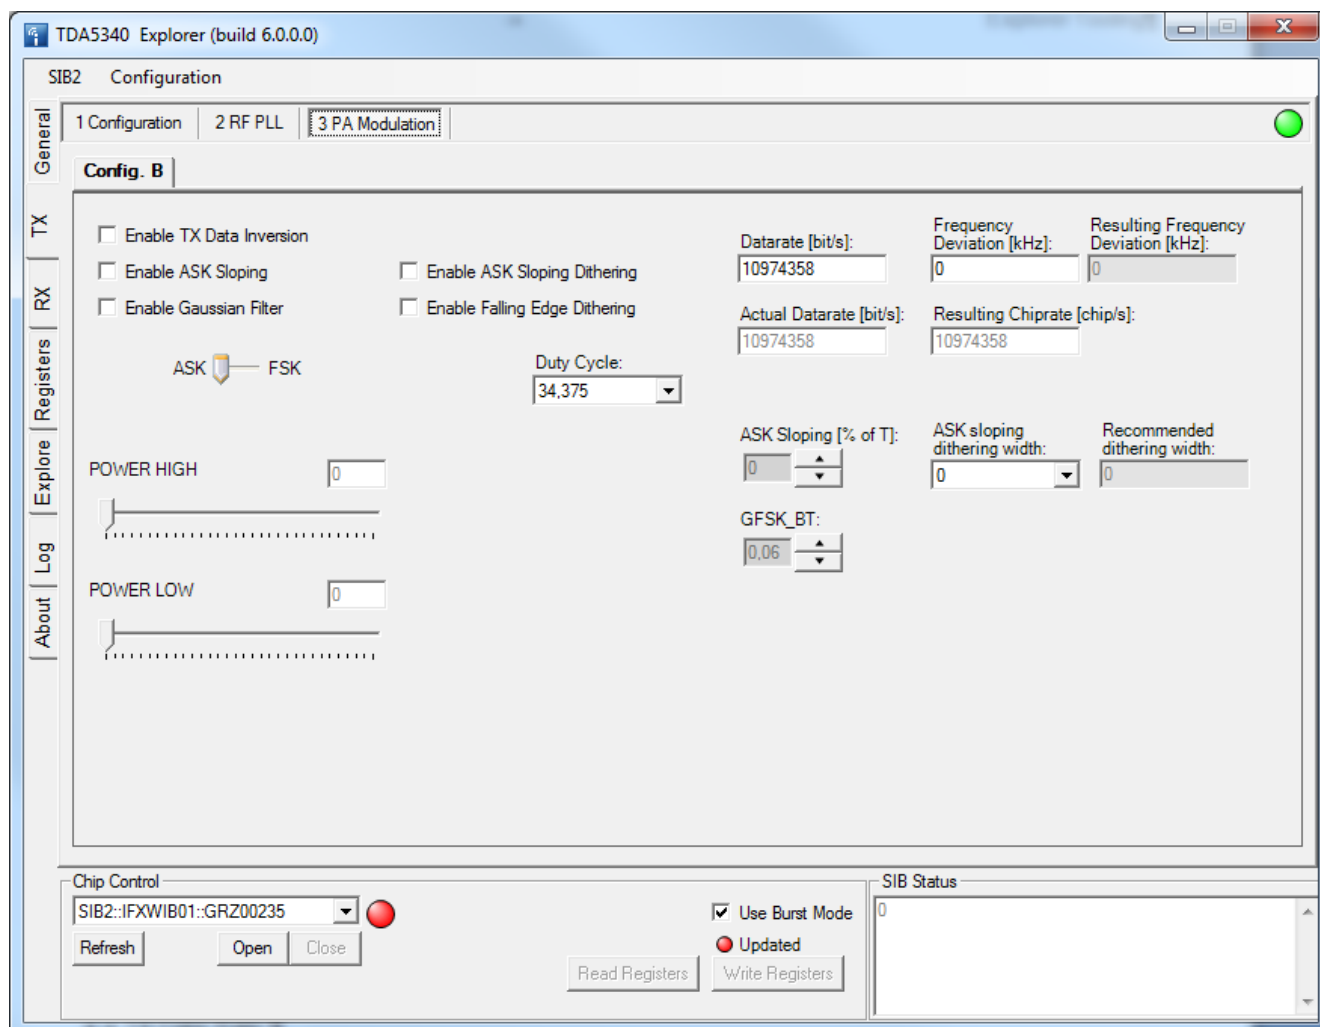 TDA5340 Explorer (build 6.0.0.0)
SIB2 Configuration
General
TX
RX
Registers
Explore
Log
About
1 Configuration 2 RF PLL 3 PA Modulation
Config. B
Enable TX Data Inversion
Enable ASK Sloping Enable ASK Sloping Dithering
Enable Gaussian Filter Enable Falling Edge Dithering
ASK FSK
Duty Cycle:
34,375
POWER HIGH 0
POWER LOW 0
Datarate [bit/s]:
10974358
Frequency
Deviation [kHz]:
0
Resulting Frequency
Deviation [kHz]:
0
Actual Datarate [bit/s]:
10974358
Resulting Chiprate [chip/s]:
10974358
ASK Sloping [% of T]:
0
ASK sloping
dithering width:
0
Recommended
dithering width:
0
GFSK_BT:
0,06
Chip Control
SIB2::IFXWIB01::GRZ00235
Refresh Open Close
Use Burst Mode
Updated
Read Registers Write Registers
SIB Status
0